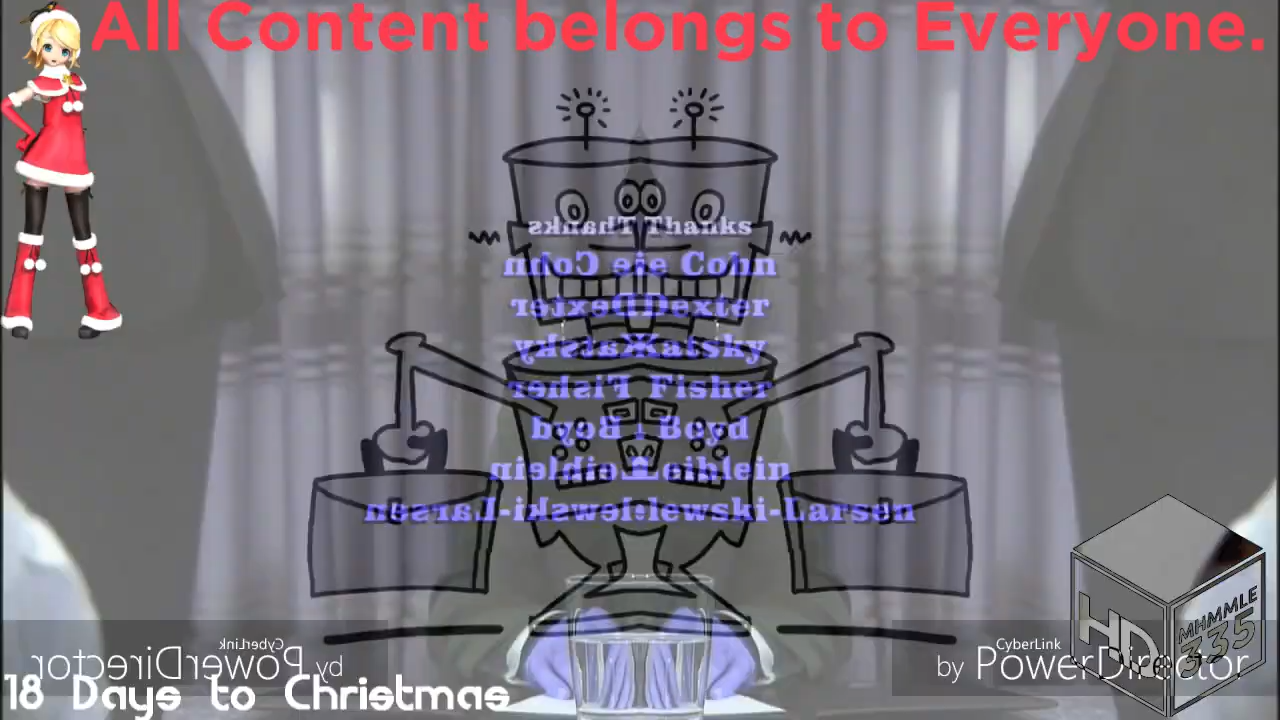 All Content belongs to Everyone.
Thanks
Cohn
Dexter
Katsky
Fisher
Boyd
Leihlein
lewski-Larsen
CyberLink
by PowerDirector
CyberLink
by PowerDirector
HD
MHMMLE
335
18 Days to Christmas